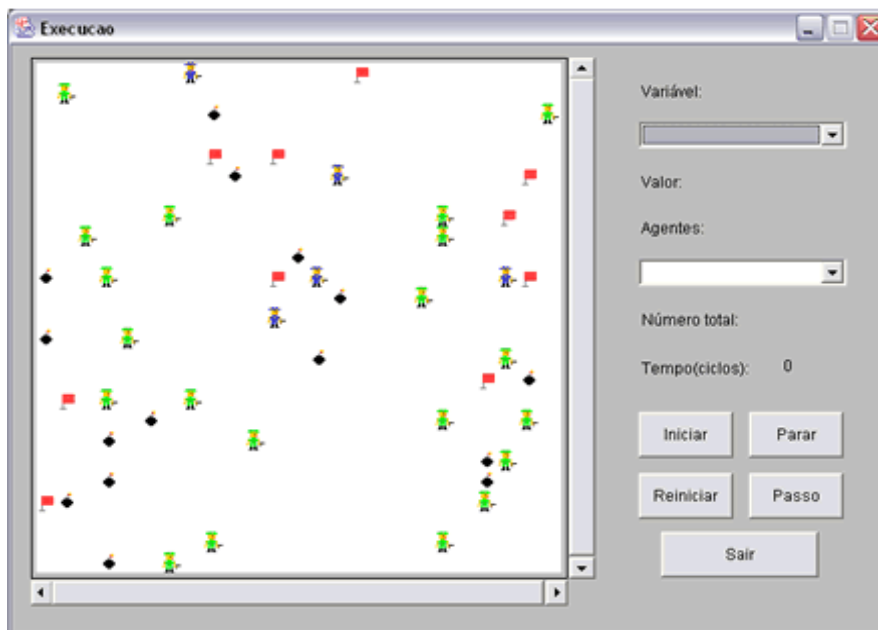 Execucao
Variável:
Valor:
Agentes:
Número total:
Tempo(ciclos): 0
Iniciar
Parar
Reiniciar
Passo
Sair